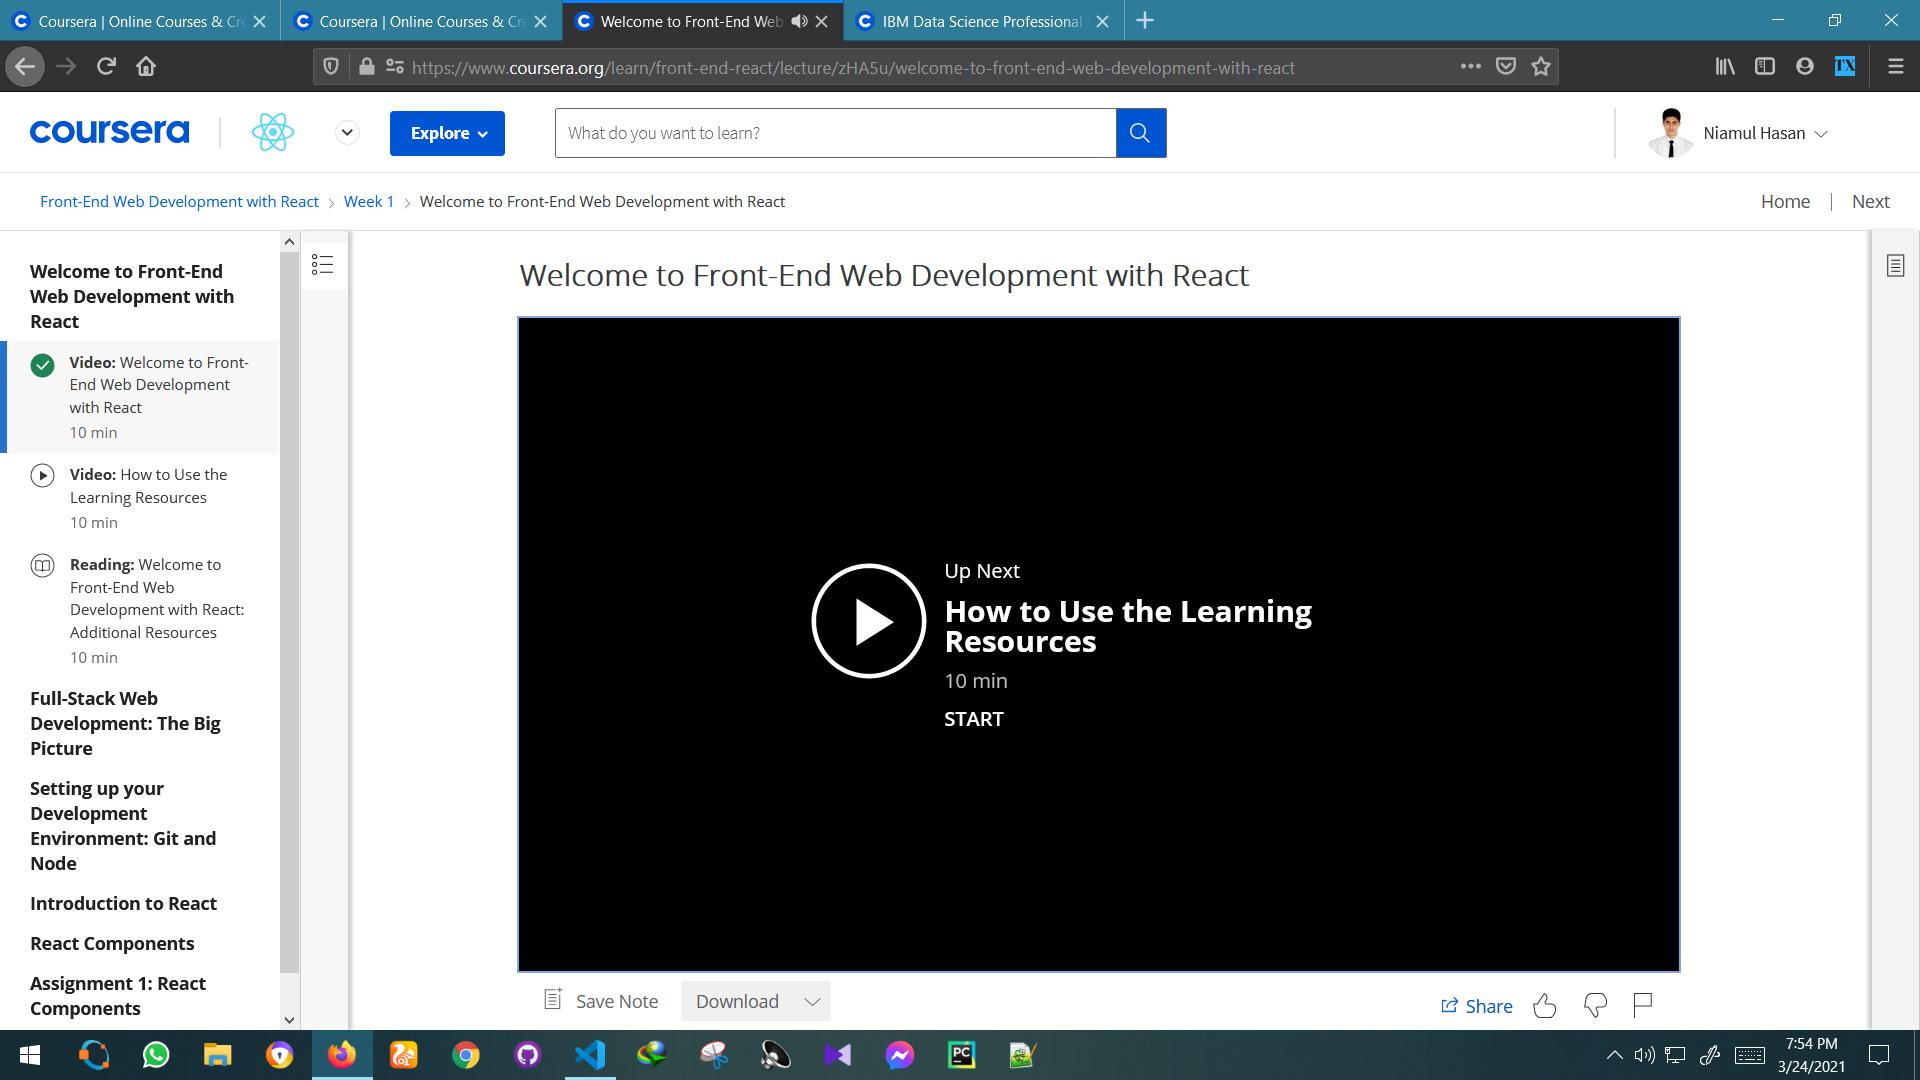 Coursera | Online Courses & Cre
Coursera | Online Courses & Cre
Welcome to Front-End Web
IBM Data Science Professional
https://www.coursera.org/learn/front-end-react/lecture/zHA5u/welcome-to-front-end-web-development-with-react
TX
coursera
Explore
What do you want to learn?
Niamul Hasan
Front-End Web Development with React
Week 1
Welcome to Front-End Web Development with React
Home
Next
Welcome to Front-End
Web Development with
React
Video: Welcome to Front-
End Web Development
with React
10 min
Video: How to Use the
Learning Resources
10 min
Reading: Welcome to
Front-End Web
Development with React:
Additional Resources
10 min
Full-Stack Web
Development: The Big
Picture
Setting up your
Development
Environment: Git and
Node
Introduction to React
React Components
Assignment 1: React
Components
Welcome to Front-End Web Development with React
Up Next
How to Use the Learning
Resources
10 min
START
Save Note
Download
Share
PC
7:54 PM
3/24/2021